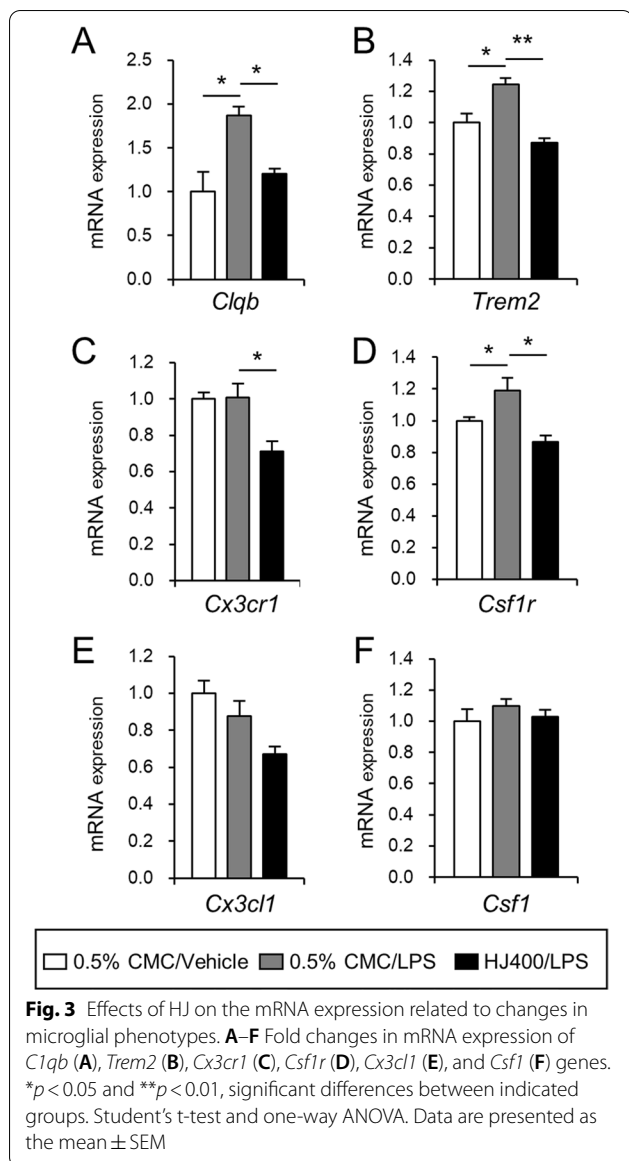 A
B
mRNA expression
2.5
2.0
1.5
1.0
0.5
0.0
* *
Clqb
mRNA expression
1.4
1.2
1.0
0.8
0.6
0.4
0.2
0.0
* **
Trem2
C
D
mRNA expression
1.2
1.0
0.8
0.6
0.4
0.2
0.0
*
Cx3cr1
mRNA expression
1.4
1.2
1.0
0.8
0.6
0.4
0.2
0.0
* *
Csf1r
E
F
mRNA expression
1.2
1.0
0.8
0.6
0.4
0.2
0.0
Cx3cl1
mRNA expression
1.4
1.2
1.0
0.8
0.6
0.4
0.2
0.0
Csf1
0.5% CMC/Vehicle 0.5% CMC/LPS HJ400/LPS
Fig. 3 Effects of HJ on the mRNA expression related to changes in
microglial phenotypes. A–F Fold changes in mRNA expression of
C1qb (A), Trem2 (B), Cx3cr1 (C), Csf1r (D), Cx3cl1 (E), and Csf1 (F) genes.
*p < 0.05 and **p < 0.01, significant differences between indicated
groups. Student's t-test and one-way ANOVA. Data are presented as
the mean ± SEM